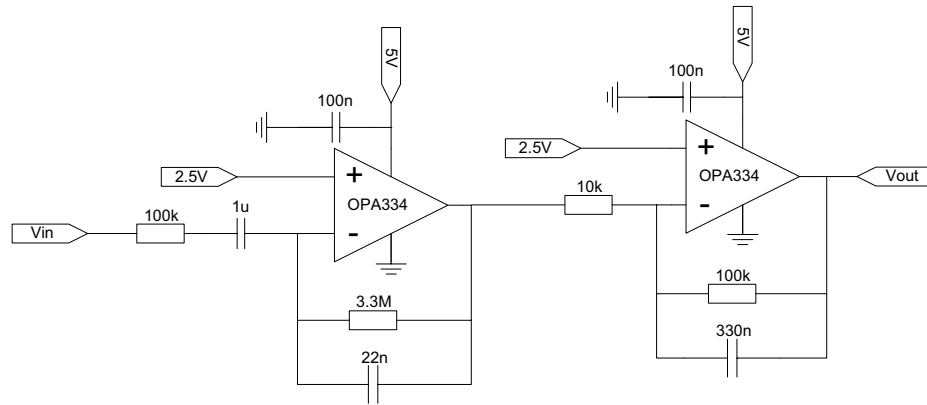 5V
5V
100n
100n
2.5V
+
OPA334
-
2.5V
+
OPA334
-
Vout
Vin
100k
1u
10k
3.3M
22n
100k
330n